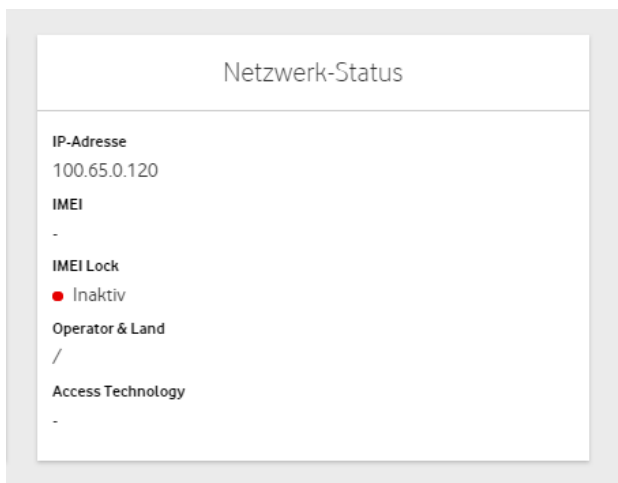 Netzwerk-Status
IP-Adresse
100.65.0.120
IMEI
-
IMEI Lock
Inaktiv
Operator & Land
/
Access Technology
-